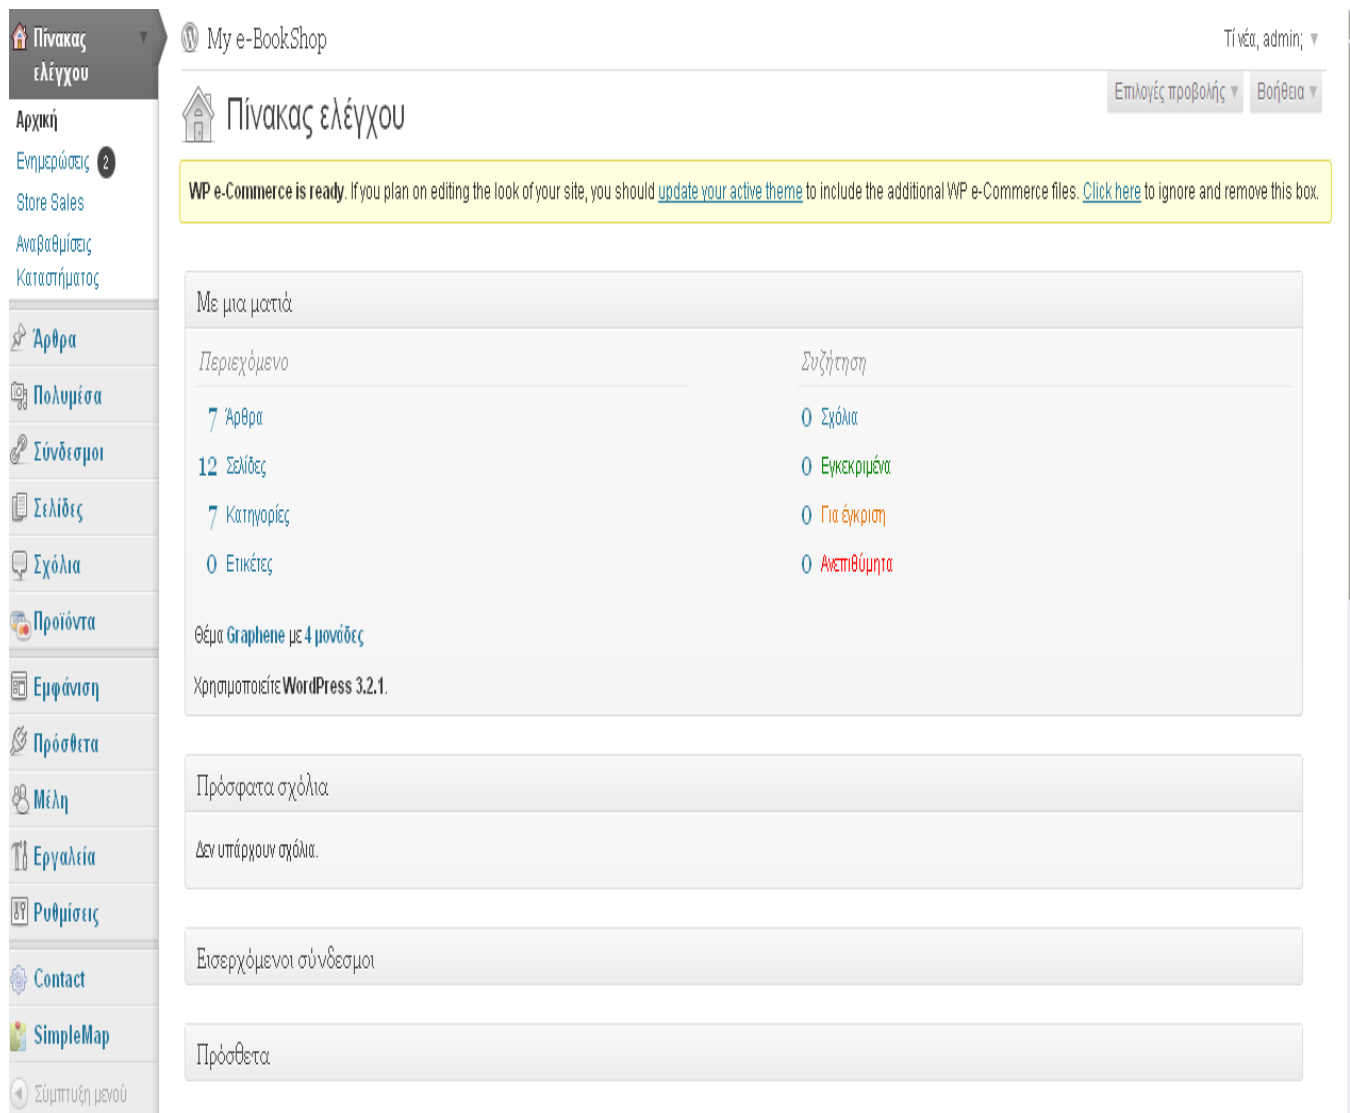 Πίνακας
ελέγχου
Αρχική
Ενημερώσεις 2
Store Sales
Αναβαθμίσεις
Καταστήματος
Άρθρα
Πολυμέσα
Σύνδεσμοι
Σελίδες
Σχόλια
Προϊόντα
Εμφάνιση
Πρόσθετα
Μέλη
Εργαλεία
Ρυθμίσεις
Contact
SimpleMap
Σύμπτυξη μενού
My e-BookShop
Τί νέα, admin;
Επιλογές προβολής
Βοήθεια
Πίνακας ελέγχου
WP e-Commerce is ready. If you plan on editing the look of your site, you should update your active theme to include the additional WP e-Commerce files. Click here to ignore and remove this box.
Με μια ματιά
Περιεχόμενο
7 Άρθρα
12 Σελίδες
7 Κατηγορίες
0 Ετικέτες
Συζήτηση
0 Σχόλια
0 Εγκεκριμένα
0 Για έγκριση
0 Ανεπιθύμητα
Θέμα Graphene με 4 μονάδες
Χρησιμοποιείτε WordPress 3.2.1.
Πρόσφατα σχόλια
Δεν υπάρχουν σχόλια.
Εισερχόμενοι σύνδεσμοι
Πρόσθετα